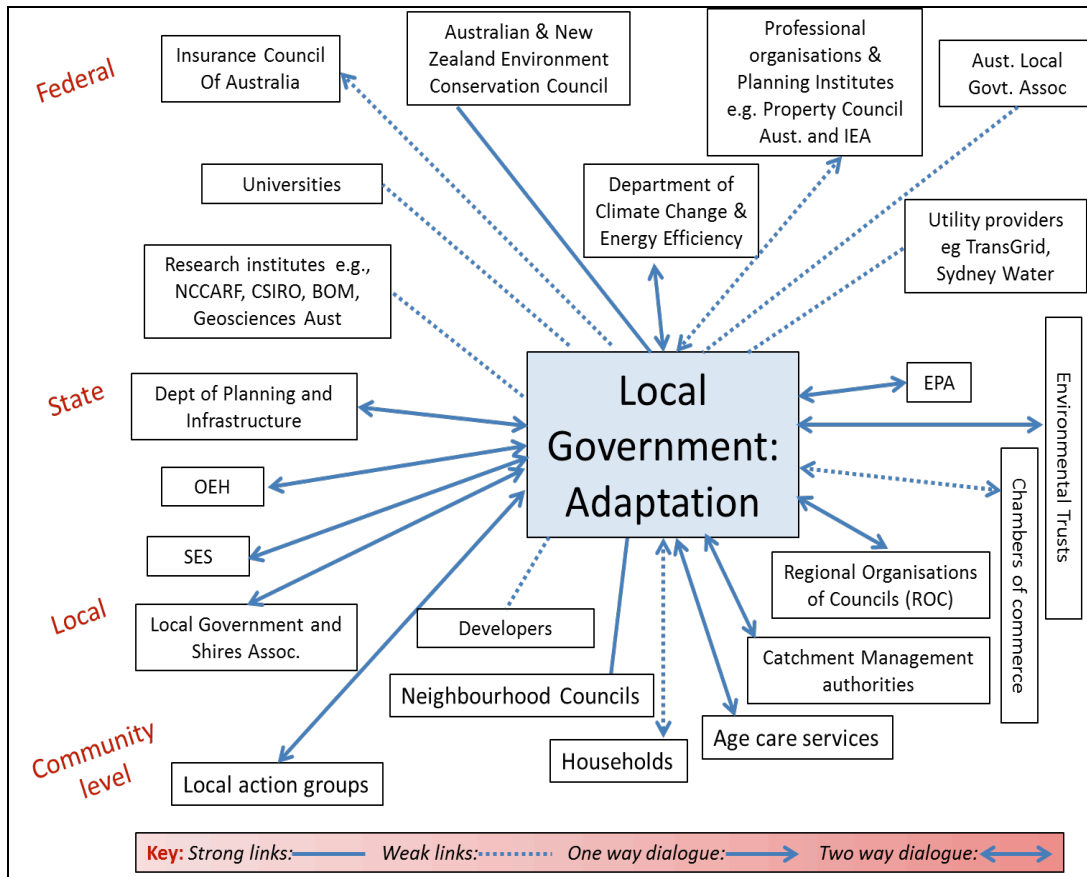 Federal
Insurance Council
Of Australia
Australian & New
Zealand Environment
Conservation Council
Professional
organisations &
Planning Institutes
e.g. Property Council
Aust. and IEA
Aust. Local
Govt. Assoc
Universities
Department of
Climate Change &
Energy Efficiency
Utility providers
eg TransGrid,
Sydney Water
Research institutes e.g.,
NCCARF, CSIRO, BOM,
Geosciences Aust
State
Dept of Planning and
Infrastructure
Local
Government:
Adaptation
EPA
Environmental Trusts
Chambers of commerce
OEH
SES
Local
Local Government and
Shires Assoc.
Developers
Regional Organisations
of Councils (ROC)
Neighbourhood Councils
Catchment Management
authorities
Community
level
Local action groups
Households
Age care services
Key: Strong links: Weak links: One way dialogue: Two way dialogue: